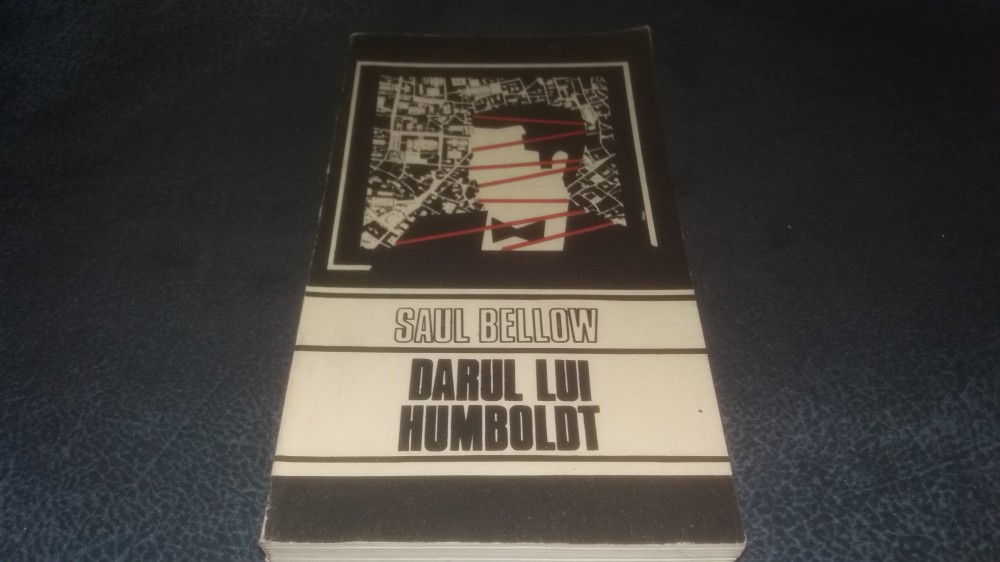 SAUL BELLOW
DARUL LUI
HUMBOLDT